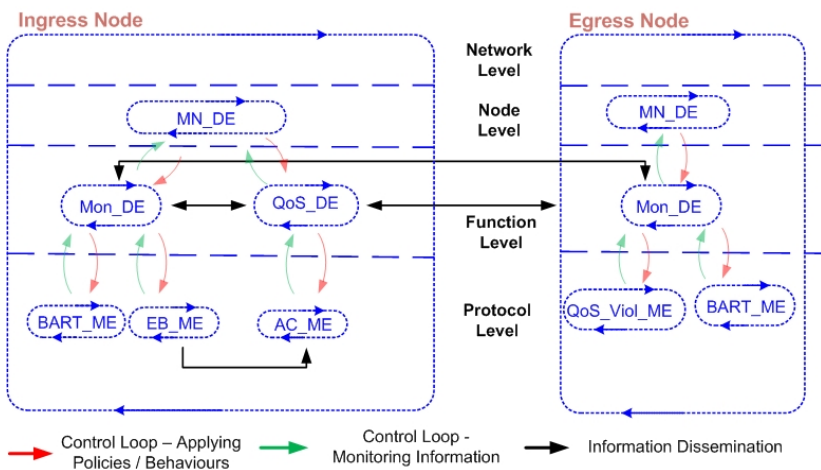 Ingress Node
Egress Node
Network
Level
Node
Level
MN_DE
MN_DE
Mon_DE
QoS_DE
Mon_DE
Function
Level
Protocol
Level
BART_ME
EB_ME
AC_ME
QoS_Viol_ME
BART_ME
Control Loop – Applying
Policies / Behaviours
Control Loop -
Monitoring Information
Information Dissemination